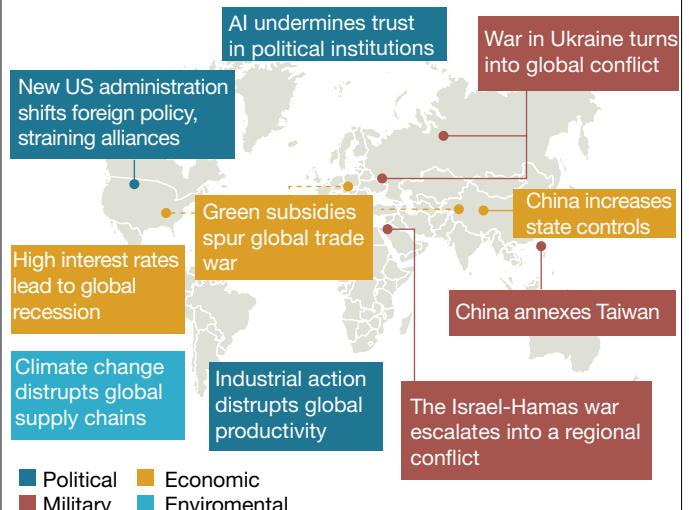 AI undermines trust
in political institutions
War in Ukraine turns
into global conflict
New US administration
shifts foreign policy,
straining alliances
Green subsidies
spur global trade
war
China increases
state controls
High interest rates
lead to global
recession
China annexes Taiwan
Climate change
distrupts global
supply chains
Industrial action
distrupts global
productivity
The Israel-Hamas war
escalates into a regional
conflict
Political
Economic
Military
Enviromental